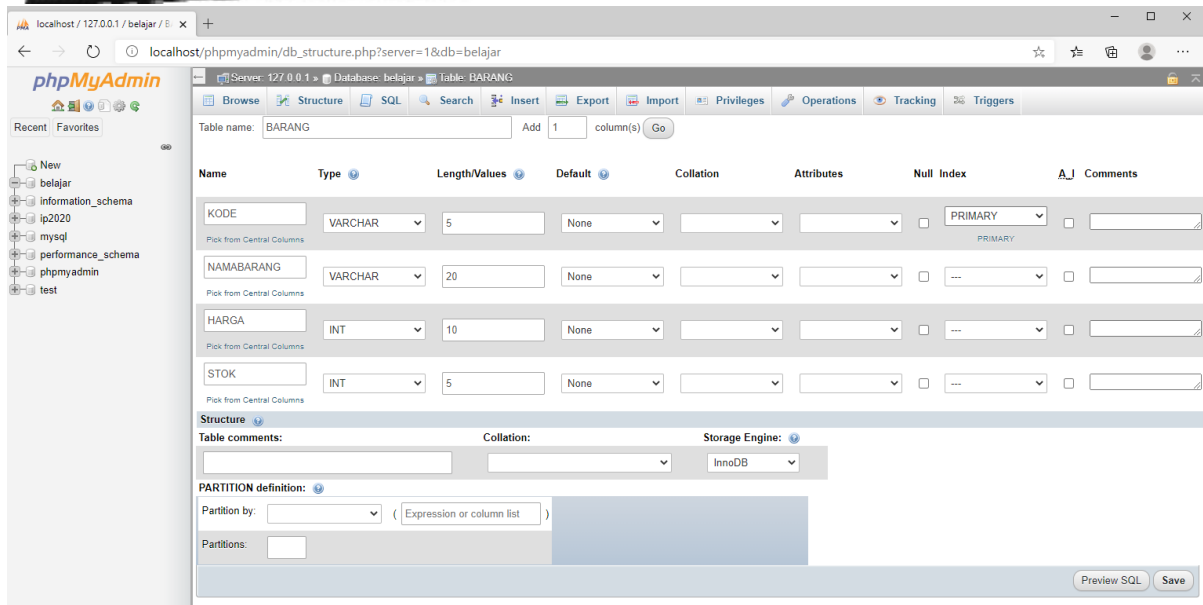 localhost / 127.0.0.1 / belajar / B
localhost/phpmyadmin/db_structure.php?server=1&db=belajar
phpMyAdmin
Recent Favorites
New
belajar
information_schema
ip2020
mysql
performance_schema
phpmyadmin
test
Server: 127.0.0.1 » Database: belajar » Table: BARANG
Browse Structure SQL Search Insert Export Import Privileges Operations Tracking Triggers
Table name: BARANG Add 1 column(s) Go
Name Type Length/Values Default Collation Attributes Null Index A_I Comments
KODE VARCHAR 5 None PRIMARY
Pick from Central Columns PRIMARY
NAMABARANG VARCHAR 20 None ---
Pick from Central Columns
HARGA INT 10 None ---
Pick from Central Columns
STOK INT 5 None ---
Pick from Central Columns
Structure
Table comments: Collation: Storage Engine:
InnoDB
PARTITION definition:
Partition by: ( Expression or column list )
Partitions:
Preview SQL Save